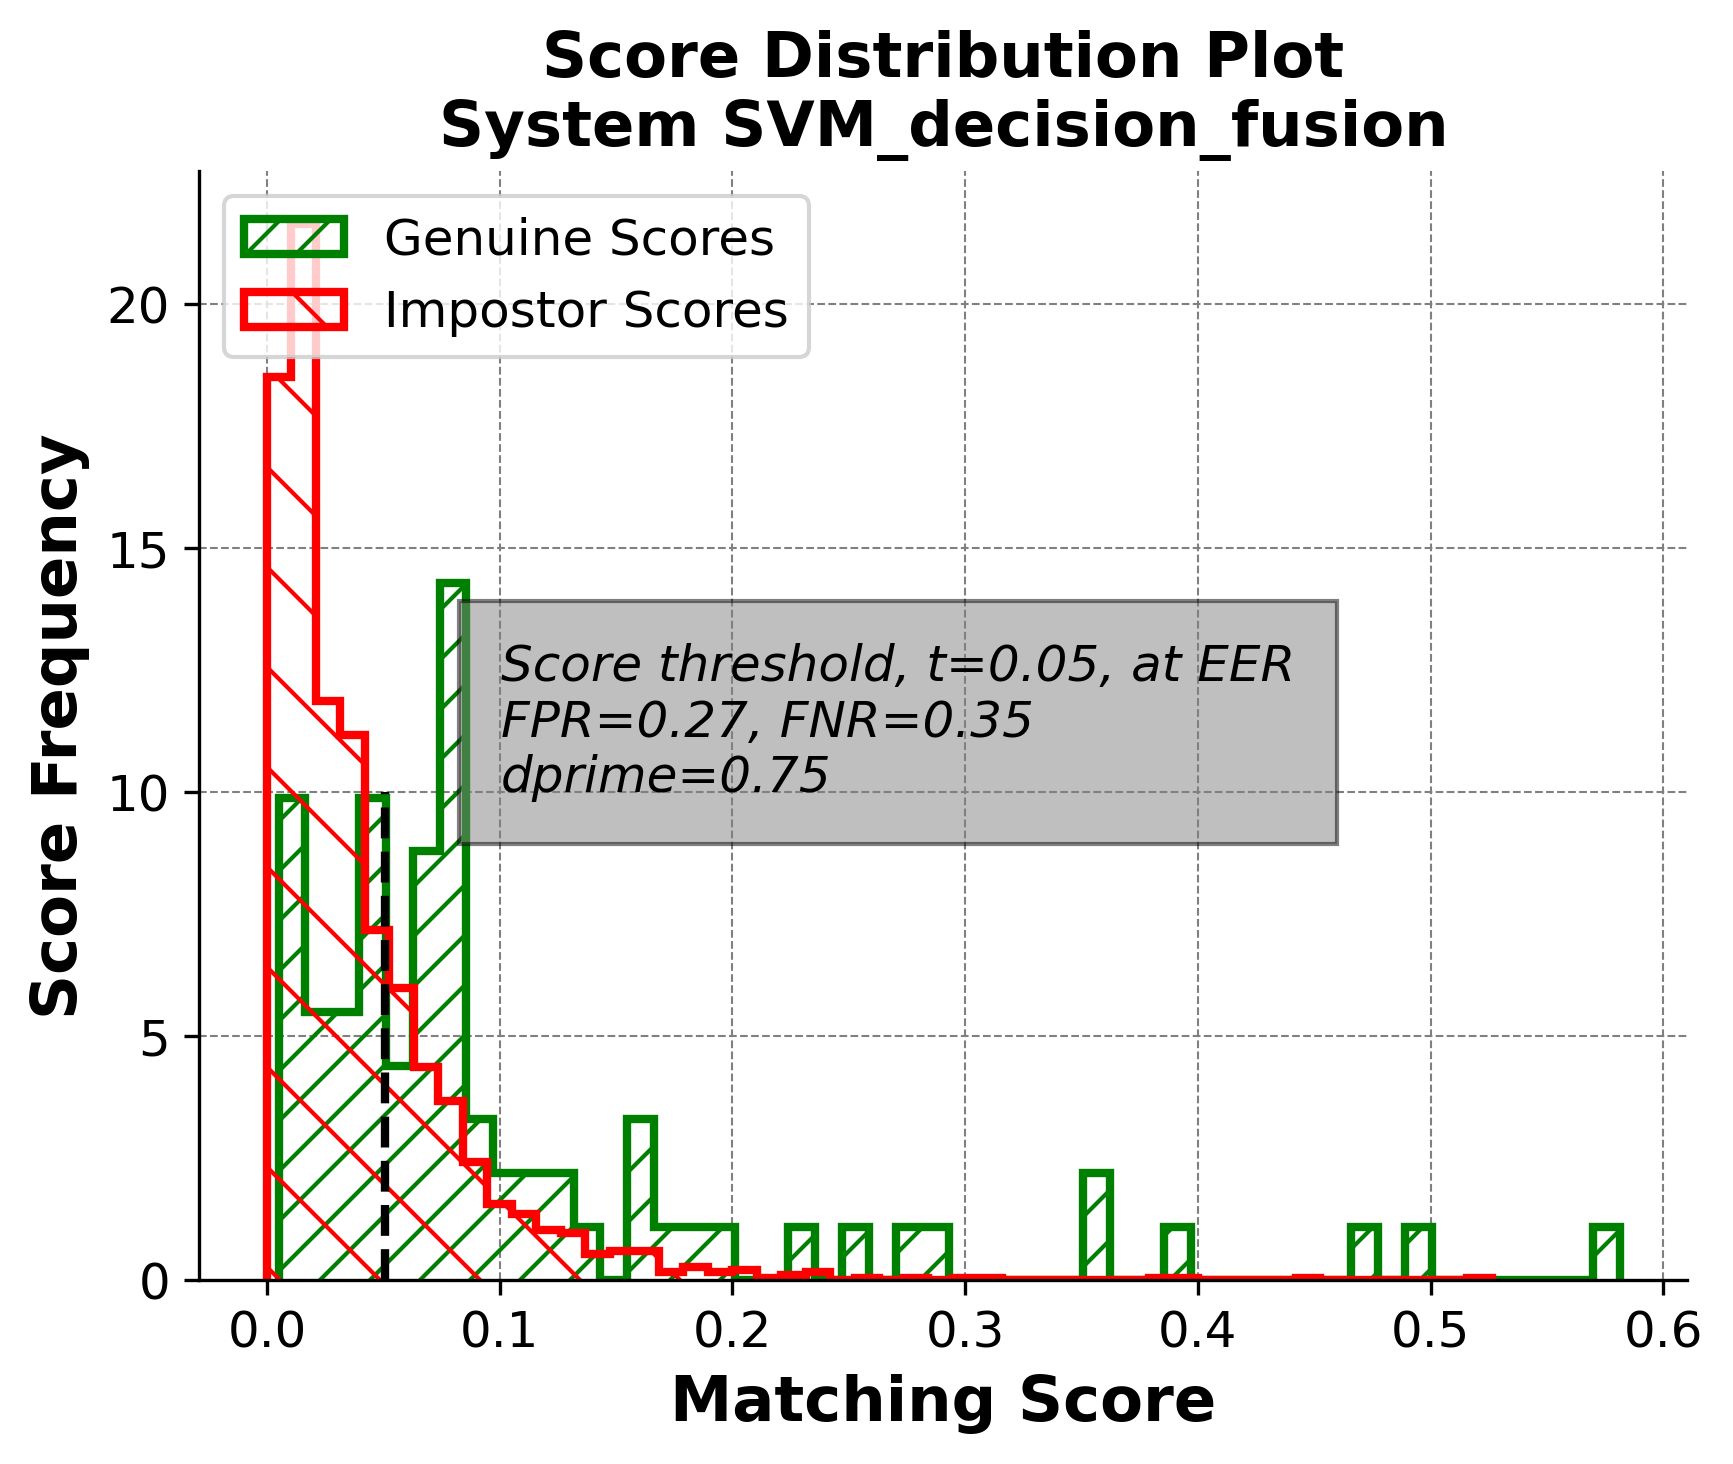 Score Distribution Plot
System SVM_decision_fusion
Genuine Scores
Impostor Scores
Score threshold, t=0.05, at EER
FPR=0.27, FNR=0.35
dprime=0.75
Score Frequency
20
15
10
5
0
0.0 0.1 0.2 0.3 0.4 0.5 0.6
Matching Score